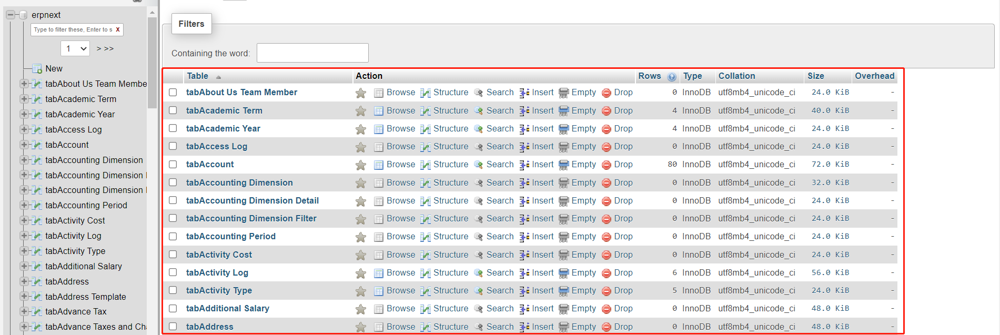 erpnext
Type to filter these, Enter to s X
1 > >>
New
tabAbout Us Team Membe
tabAcademic Term
tabAcademic Year
tabAccess Log
tabAccount
tabAccounting Dimension
tabAccounting Dimension
tabAccounting Dimension
tabAccounting Period
tabActivity Cost
tabActivity Log
tabActivity Type
tabAdditional Salary
tabAddress
tabAddress Template
tabAdvance Tax
tabAdvance Taxes and Cha
Filters
Containing the word:
Table Action Rows Type Collation Size Overhead
tabAbout Us Team Member Browse Structure Search Insert Empty Drop 0 InnoDB utf8mb4_unicode_ci 24.0 KiB -
tabAcademic Term Browse Structure Search Insert Empty Drop 4 InnoDB utf8mb4_unicode_ci 40.0 KiB -
tabAcademic Year Browse Structure Search Insert Empty Drop 4 InnoDB utf8mb4_unicode_ci 24.0 KiB -
tabAccess Log Browse Structure Search Insert Empty Drop 0 InnoDB utf8mb4_unicode_ci 24.0 KiB -
tabAccount Browse Structure Search Insert Empty Drop 80 InnoDB utf8mb4_unicode_ci 72.0 KiB -
tabAccounting Dimension Browse Structure Search Insert Empty Drop 0 InnoDB utf8mb4_unicode_ci 32.0 KiB -
tabAccounting Dimension Detail Browse Structure Search Insert Empty Drop 0 InnoDB utf8mb4_unicode_ci 24.0 KiB -
tabAccounting Dimension Filter Browse Structure Search Insert Empty Drop 0 InnoDB utf8mb4_unicode_ci 24.0 KiB -
tabAccounting Period Browse Structure Search Insert Empty Drop 0 InnoDB utf8mb4_unicode_ci 24.0 KiB -
tabActivity Cost Browse Structure Search Insert Empty Drop 0 InnoDB utf8mb4_unicode_ci 24.0 KiB -
tabActivity Log Browse Structure Search Insert Empty Drop 6 InnoDB utf8mb4_unicode_ci 56.0 KiB -
tabActivity Type Browse Structure Search Insert Empty Drop 5 InnoDB utf8mb4_unicode_ci 24.0 KiB -
tabAdditional Salary Browse Structure Search Insert Empty Drop 0 InnoDB utf8mb4_unicode_ci 48.0 KiB -
tabAddress Browse Structure Search Insert Empty Drop 0 InnoDB utf8mb4_unicode_ci 48.0 KiB -